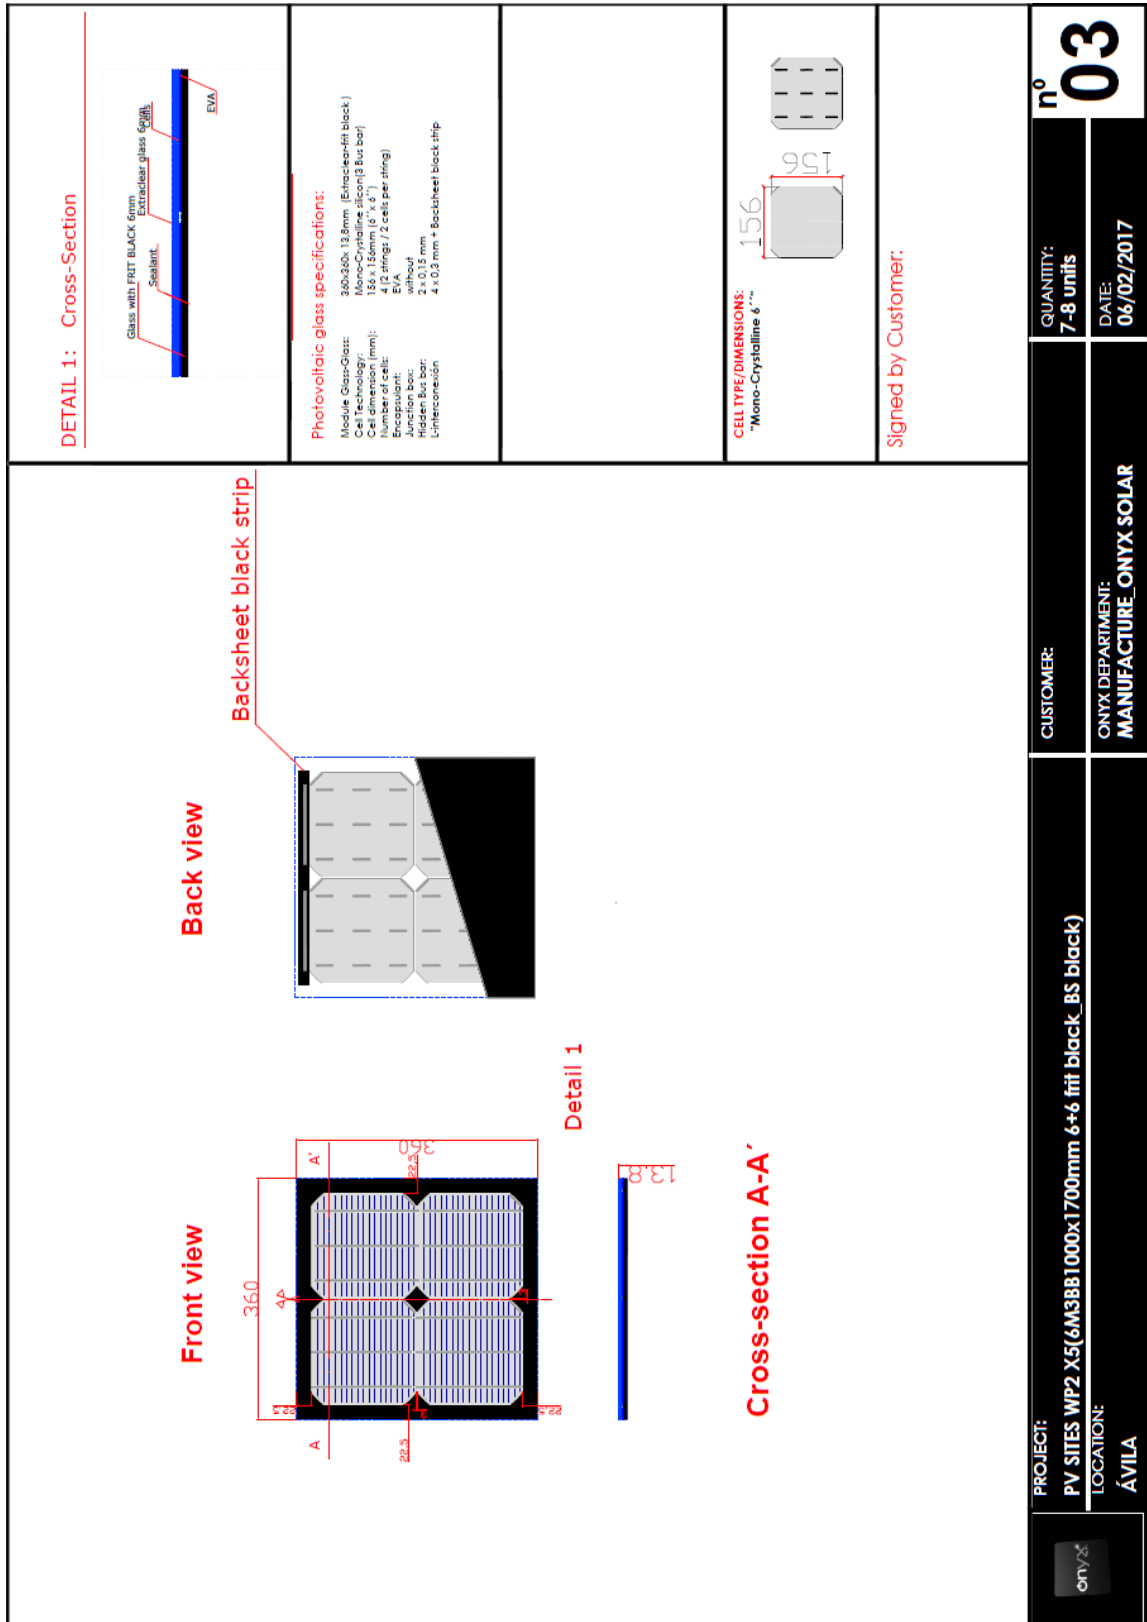 Front view
360
A
A'
360
22,5
22,5
Back view
Backsheet black strip
Detail 1
Cross-section A-A´
13,8
DETAIL 1: Cross-Section
Glass with FRIT BLACK 6mm
Sealant
Extraclear glass 6mm
Cells
EVA
Photovoltaic glass specifications:
Module Glass-Glass: 360x360x 13,8mm (Extraclear-frit black )
Cell Technology: Mono-Crystalline silicon(3 Bus bar)
Cell dimension (mm): 156 x 156mm (6´´ x 6´´)
Number of cells: 4 (2 strings / 2 cells per string)
Encapsulant: EVA
Junction box: without
Hidden Bus bar: 2 x 0,15 mm
L-interconexión 4 x 0,3 mm + Backsheet black strip
CELL TYPE/DIMENSIONS:
"Mono-Crystalline 6´´"
156
156
Signed by Customer:
onyx
PROJECT:
PV SITES WP2 X5(6M3BB1000x1700mm 6+6 frit black_BS black)
LOCATION:
ÁVILA
CUSTOMER:
ONYX DEPARTMENT:
MANUFACTURE_ONYX SOLAR
QUANTITY:
7-8 units
DATE:
06/02/2017
nº
03